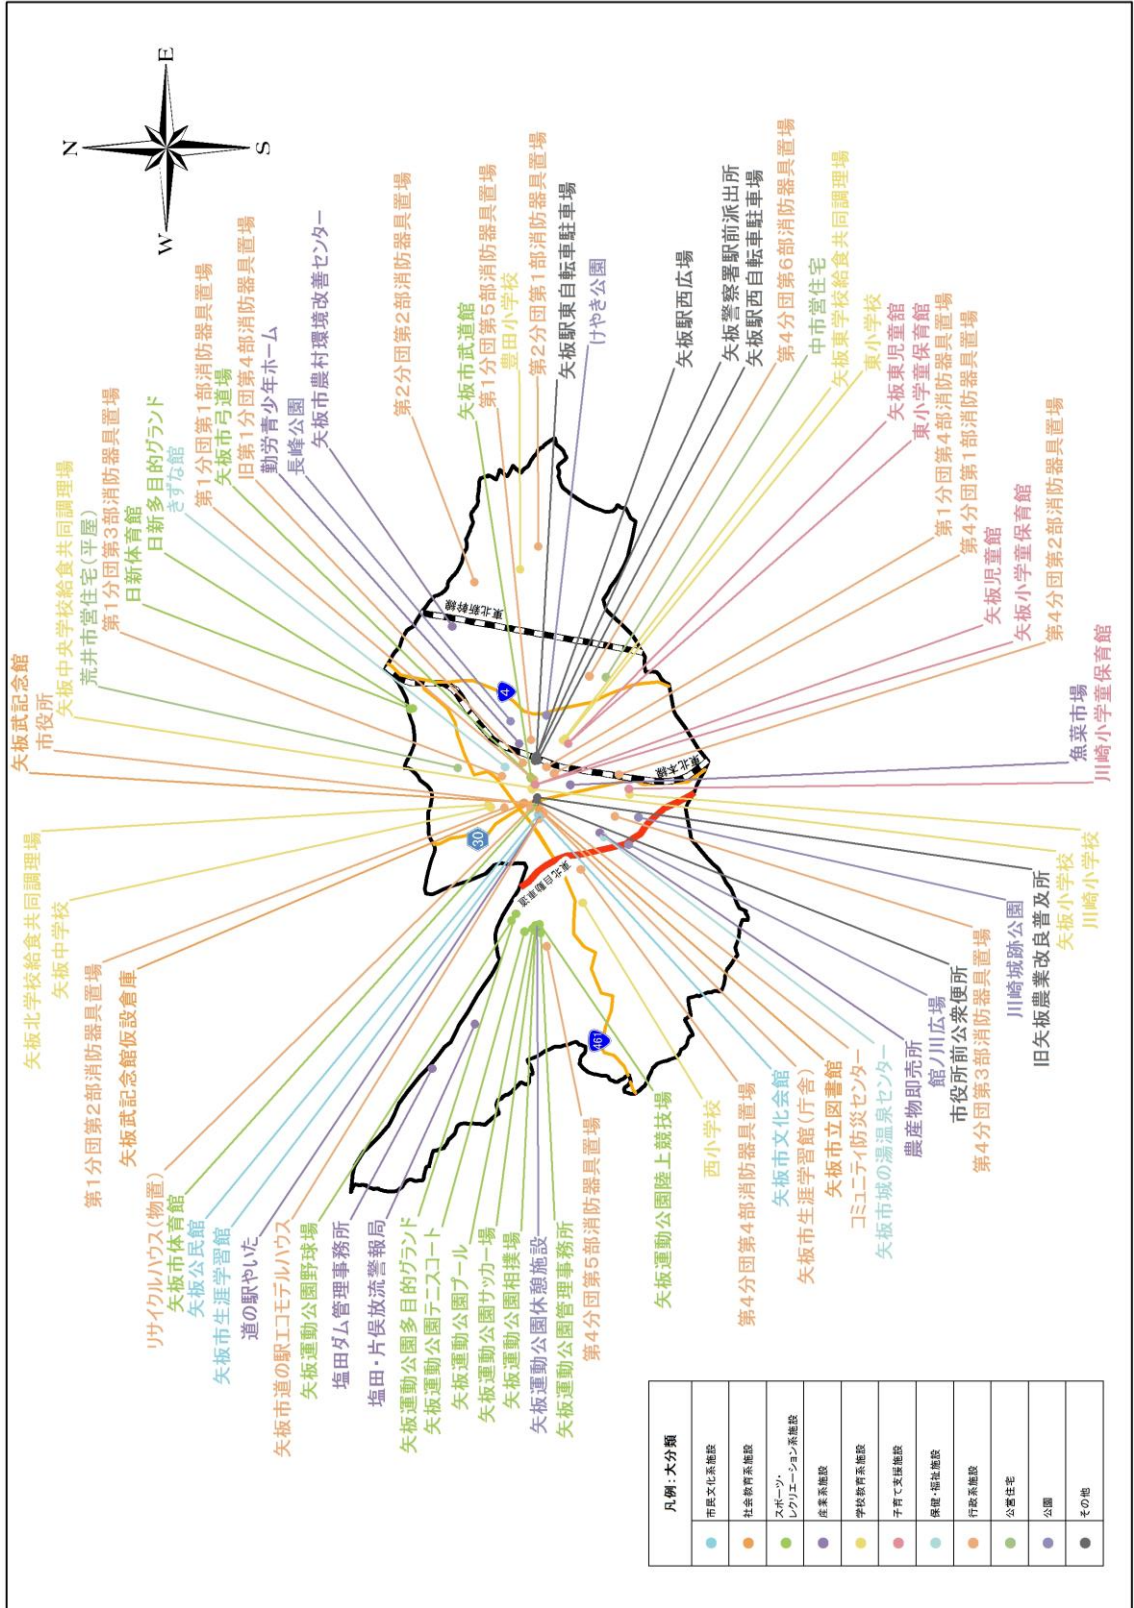 N
E
S
W
矢板武記念館
市役所
矢板中央学校給食共同調理場
荒井市営住宅(平屋)
第1分団第3部消防器具置場
日新体育館
日新多目的グランド
きずな館
第1分団第1部消防器具置場
矢板市弓道場
旧第1分団第4部消防器具置場
勤労青少年ホーム
長峰公園
矢板市農村環境改善センター
第2分団第2部消防器具置場
矢板市武道館
第1分団第5部消防器具置場
豊田小学校
第2分団第1部消防器具置場
矢板駅東自転車駐車場
けやき公園
矢板駅西広場
矢板警察署駅前派出所
矢板駅西自転車駐車場
第4分団第6部消防器具置場
中市営住宅
矢板東学校給食共同調理場
東小学校
矢板東児童館
東小学童保育館
第1分団第4部消防器具置場
第4分団第1部消防器具置場
矢板児童館
矢板小学童保育館
第4分団第2部消防器具置場
魚菜市場
川崎小学童保育館
矢板北学校給食共同調理場
矢板中学校
第1分団第2部消防器具置場
矢板武記念館仮設倉庫
リサイクルハウス(物置)
矢板市体育館
矢板公民館
矢板市生涯学習館
道の駅やいた
矢板市道の駅エコモデルハウス
矢板運動公園野球場
塩田ダム管理事務所
塩田・片俣放流警報局
矢板運動公園多目的グランド
矢板運動公園テニスコート
矢板運動公園プール
矢板運動公園サッカー場
矢板運動公園相撲場
矢板運動公園休憩施設
矢板運動公園管理事務所
第4分団第5部消防器具置場
矢板運動公園陸上競技場
西小学校
第4分団第4部消防器具置場
矢板市文化会館
矢板市生涯学習館(庁舎)
矢板市立図書館
コミュニティ防災センター
矢板市城の湯温泉センター
農産物即売所
館ノ川広場
市役所前公衆便所
第4分団第3部消防器具置場
川崎城跡公園
旧矢板農業改良普及所
矢板小学校
川崎小学校
東北新幹線
東北本線
東北自動車道
4
30
461
凡例:大分類
市民文化系施設
社会教育系施設
スポーツ・
レクリエーション系施設
産業系施設
学校教育系施設
子育て支援施設
保健・福祉施設
行政系施設
公営住宅
公園
その他